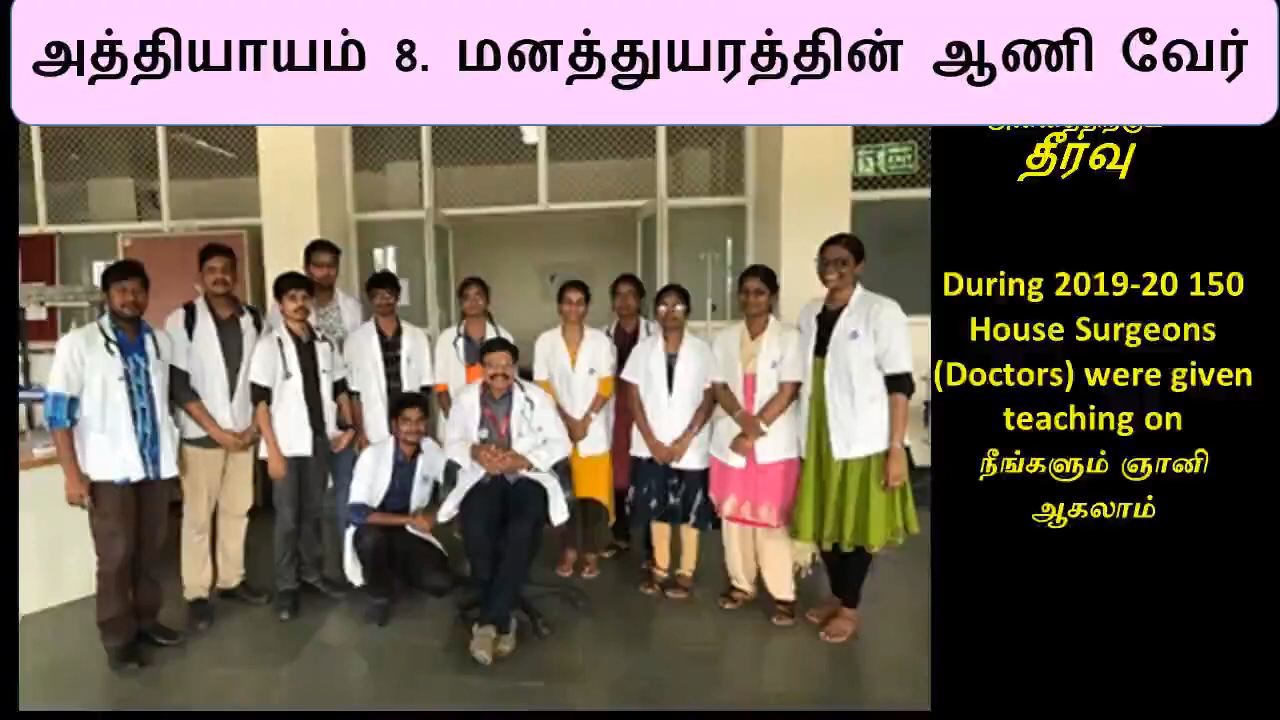 அத்தியாயம் 8. மனத்துயரத்தின் ஆணி வேர்
தீர்வு
EXIT
During 2019-20 150
House Surgeons
(Doctors) were given
teaching on
நீங்களும் ஞானி
ஆகலாம்